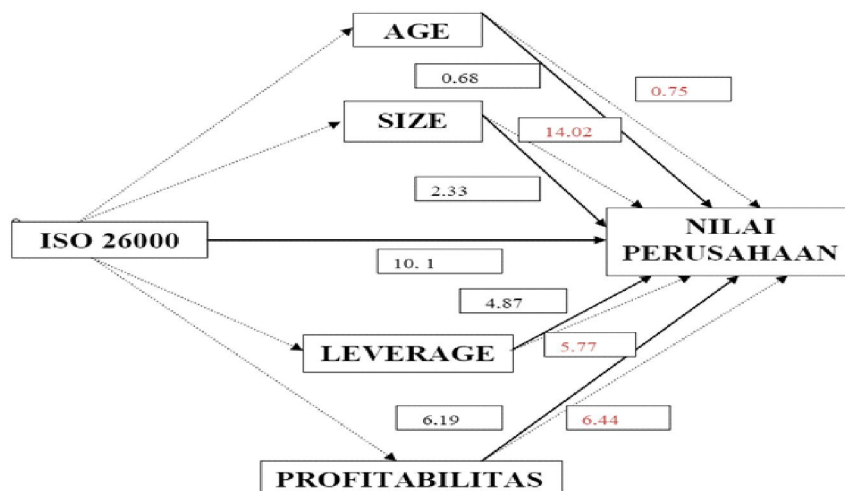 AGE
0.68
0.75
SIZE
14.02
2.33
ISO 26000
NILAI
PERUSAHAAN
10. 1
4.87
LEVERAGE
5.77
6.19
6.44
PROFITABILITAS